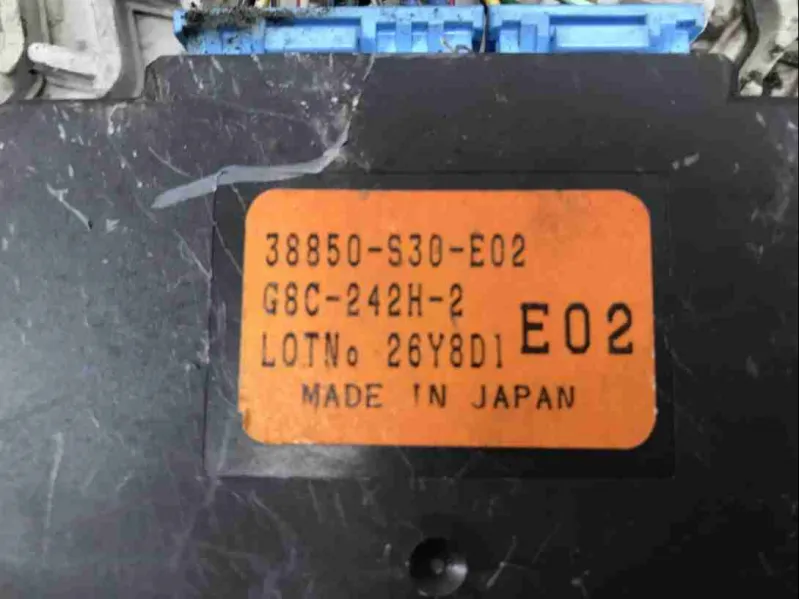 38850-S30-E02
G8C-242H-2
LOTNo 26Y8D1
E02
MADE IN JAPAN